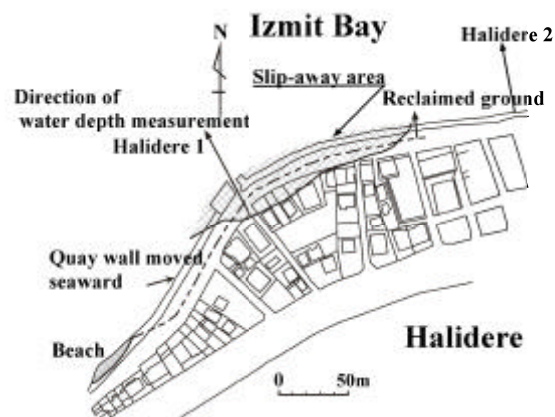 N
Izmit Bay
Halidere 2
Slip-away area
Direction of
water depth measurement
Reclaimed ground
Halidere 1
Quay wall moved
seaward
Beach
Halidere
0 50m